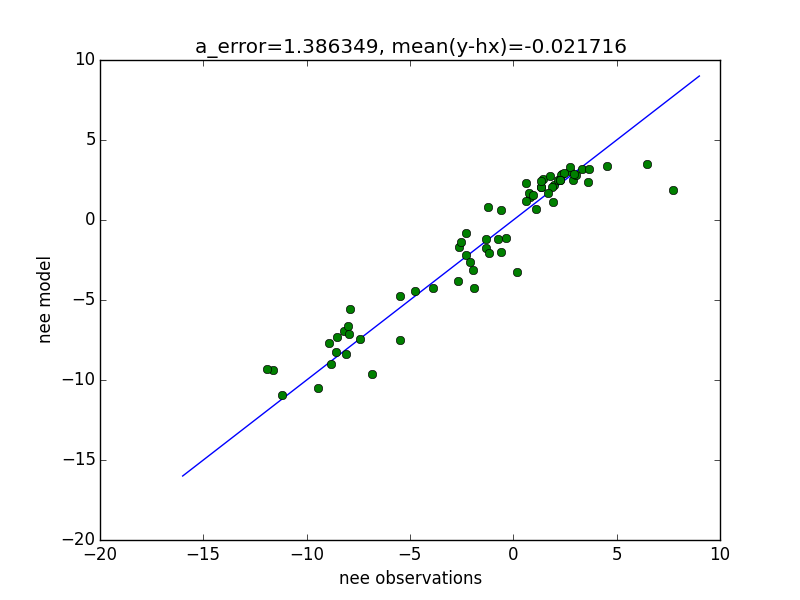 a_error=1.386349, mean(y-hx)=-0.021716
10
5
0
−5
−10
−15
−20
nee model
−20 −15 −10 −5 0 5 10
nee observations